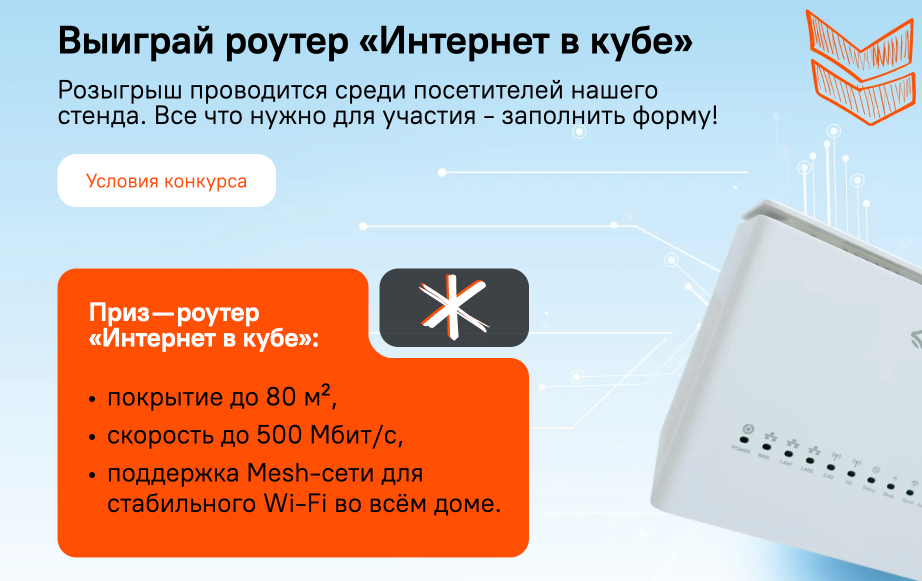 Выиграй роутер «Интернет в кубе»
Розыгрыш проводится среди посетителей нашего
стенда. Все что нужно для участия - заполнить форму!
Условия конкурса
Приз—роутер
«Интернет в кубе»:
• покрытие до 80 м²,
• скорость до 500 Мбит/с,
• поддержка Mesh-сети для
стабильного Wi-Fi во всём доме.
POWER WAN LAN1 LAN2